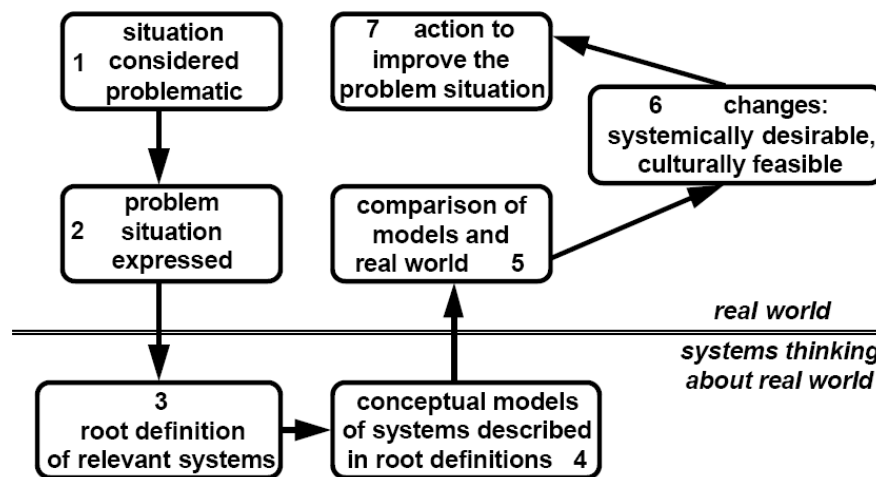 1 situation
considered
problematic
2 problem
situation
expressed
3
root definition
of relevant systems
conceptual models
of systems described
in root definitions 4
comparison of
models and
real world 5
6 changes:
systemically desirable,
culturally feasible
7 action to
improve the
problem situation
real world
systems thinking
about real world